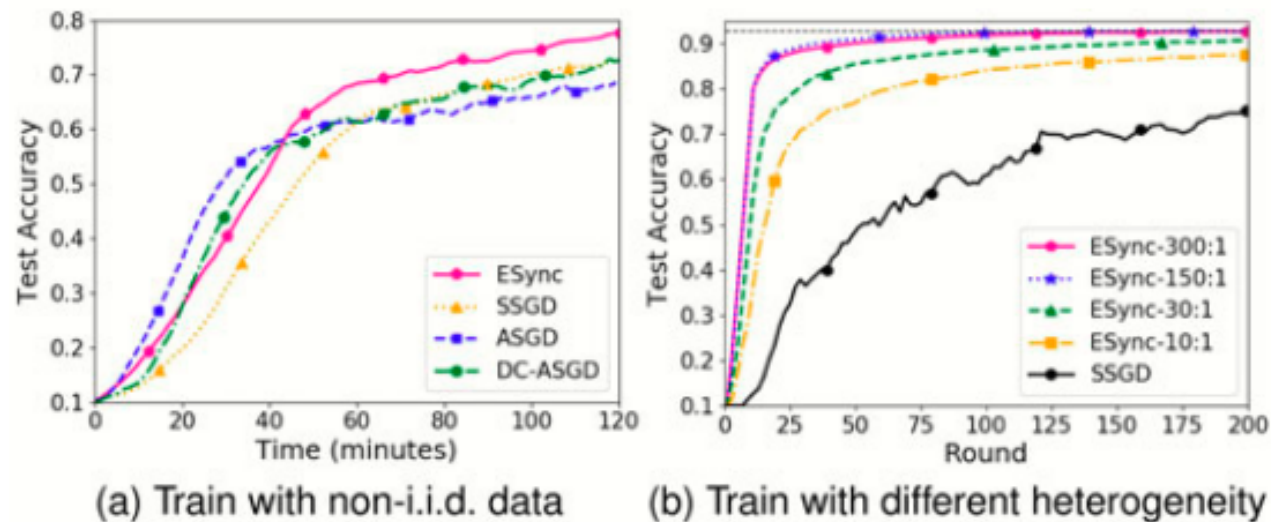 0.8
0.7
0.6
0.5
0.4
0.3
0.2
0.1
Test Accuracy
0
20
40
60
80
100
120
Time (minutes)
ESync
SSGD
ASGD
DC-ASGD
(a) Train with non-i.i.d. data
0.9
0.8
0.7
0.6
0.5
0.4
0.3
0.2
0.1
Test Accuracy
0
25
50
75
100
125
150
175
200
Round
ESync-300:1
ESync-150:1
ESync-30:1
ESync-10:1
SSGD
(b) Train with different heterogeneity